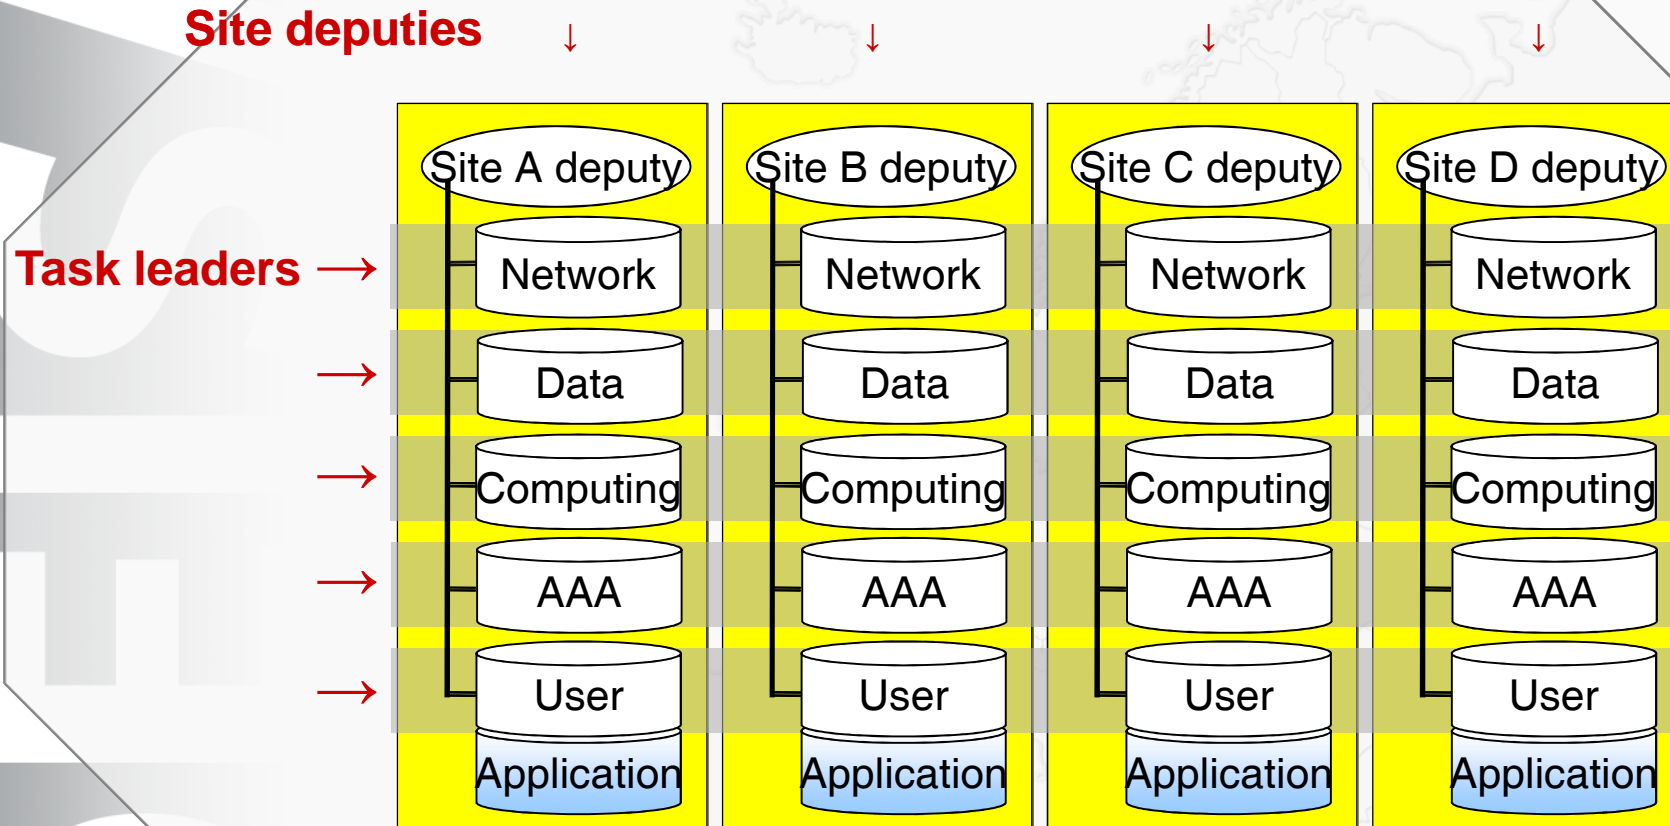 Site deputies ↓ ↓ ↓ ↓
Site A deputy Site B deputy Site C deputy Site D deputy
Task leaders → Network Network Network Network
→ Data Data Data Data
→ Computing Computing Computing Computing
→ AAA AAA AAA AAA
→ User User User User
Application Application Application Application